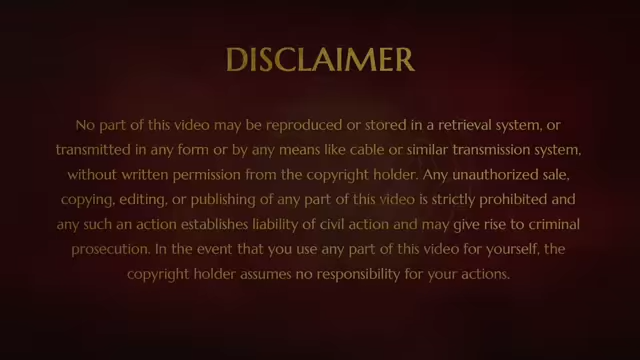 DISCLAIMER
No part of this video may be reproduced or stored in a retrieval system, or
transmitted in any form or by any means like cable or similar transmission system,
without written permission from the copyright holder. Any unauthorized sale,
copying, editing, or publishing of any part of this video is strictly prohibited and
any such an action establishes liability of civil action and may give rise to criminal
prosecution. In the event that you use any part of this video for yourself, the
copyright holder assumes no responsibility for your actions.